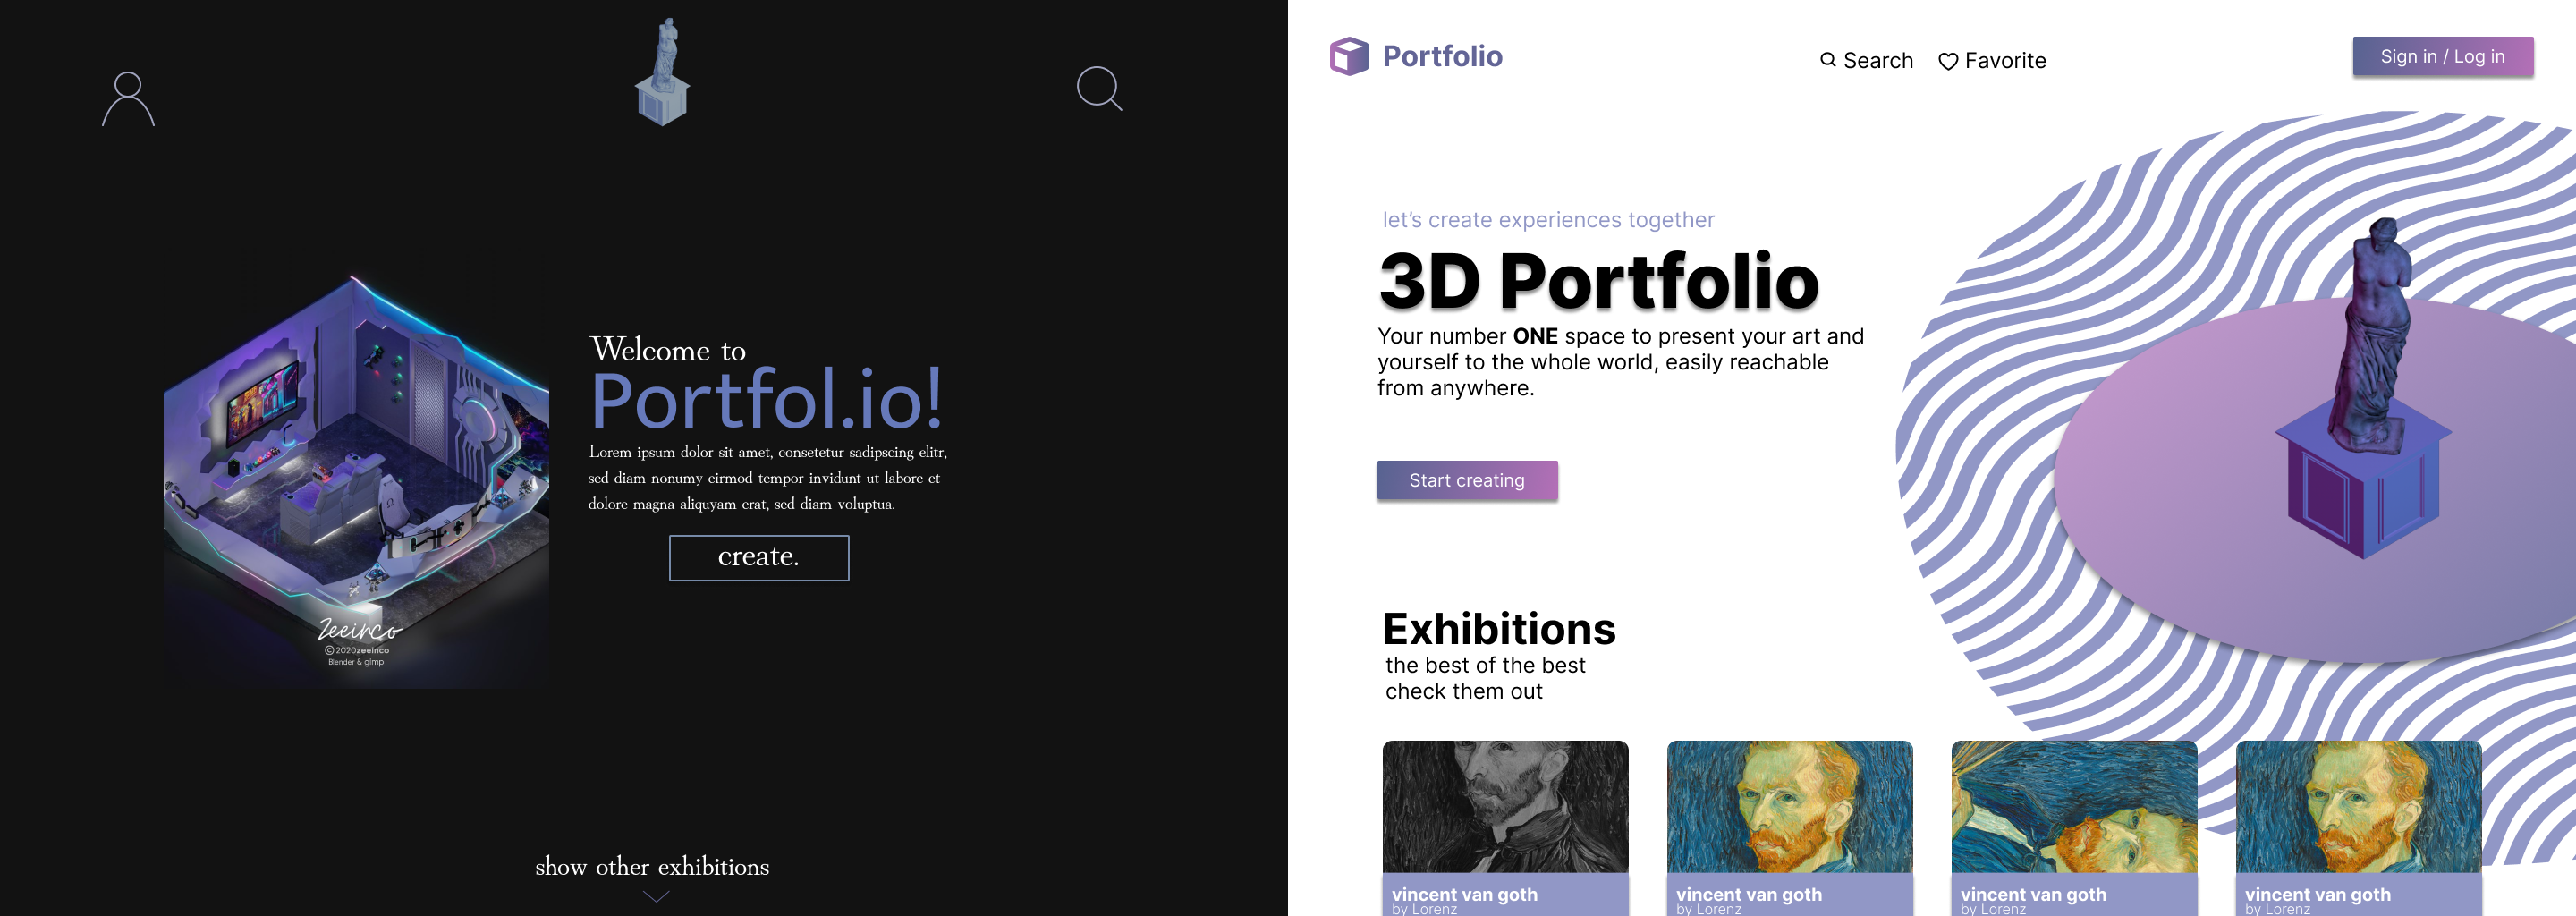 Welcome to
Portfol.io!
Lorem ipsum dolor sit amet, consetetur sadipscing elitr,
sed diam nonumy eirmod tempor invidunt ut labore et
dolore magna aliquyam erat, sed diam voluptua.
create.
Zeeinco
©2020zeeinco
Blender & gimp
show other exhibitions
Portfolio
Search
Favorite
Sign in / Log in
let's create experiences together
3D Portfolio
Your number ONE space to present your art and
yourself to the whole world, easily reachable
from anywhere.
Start creating
Exhibitions
the best of the best
check them out
vincent van goth
by Lorenz
vincent van goth
by Lorenz
vincent van goth
by Lorenz
vincent van goth
by Lorenz